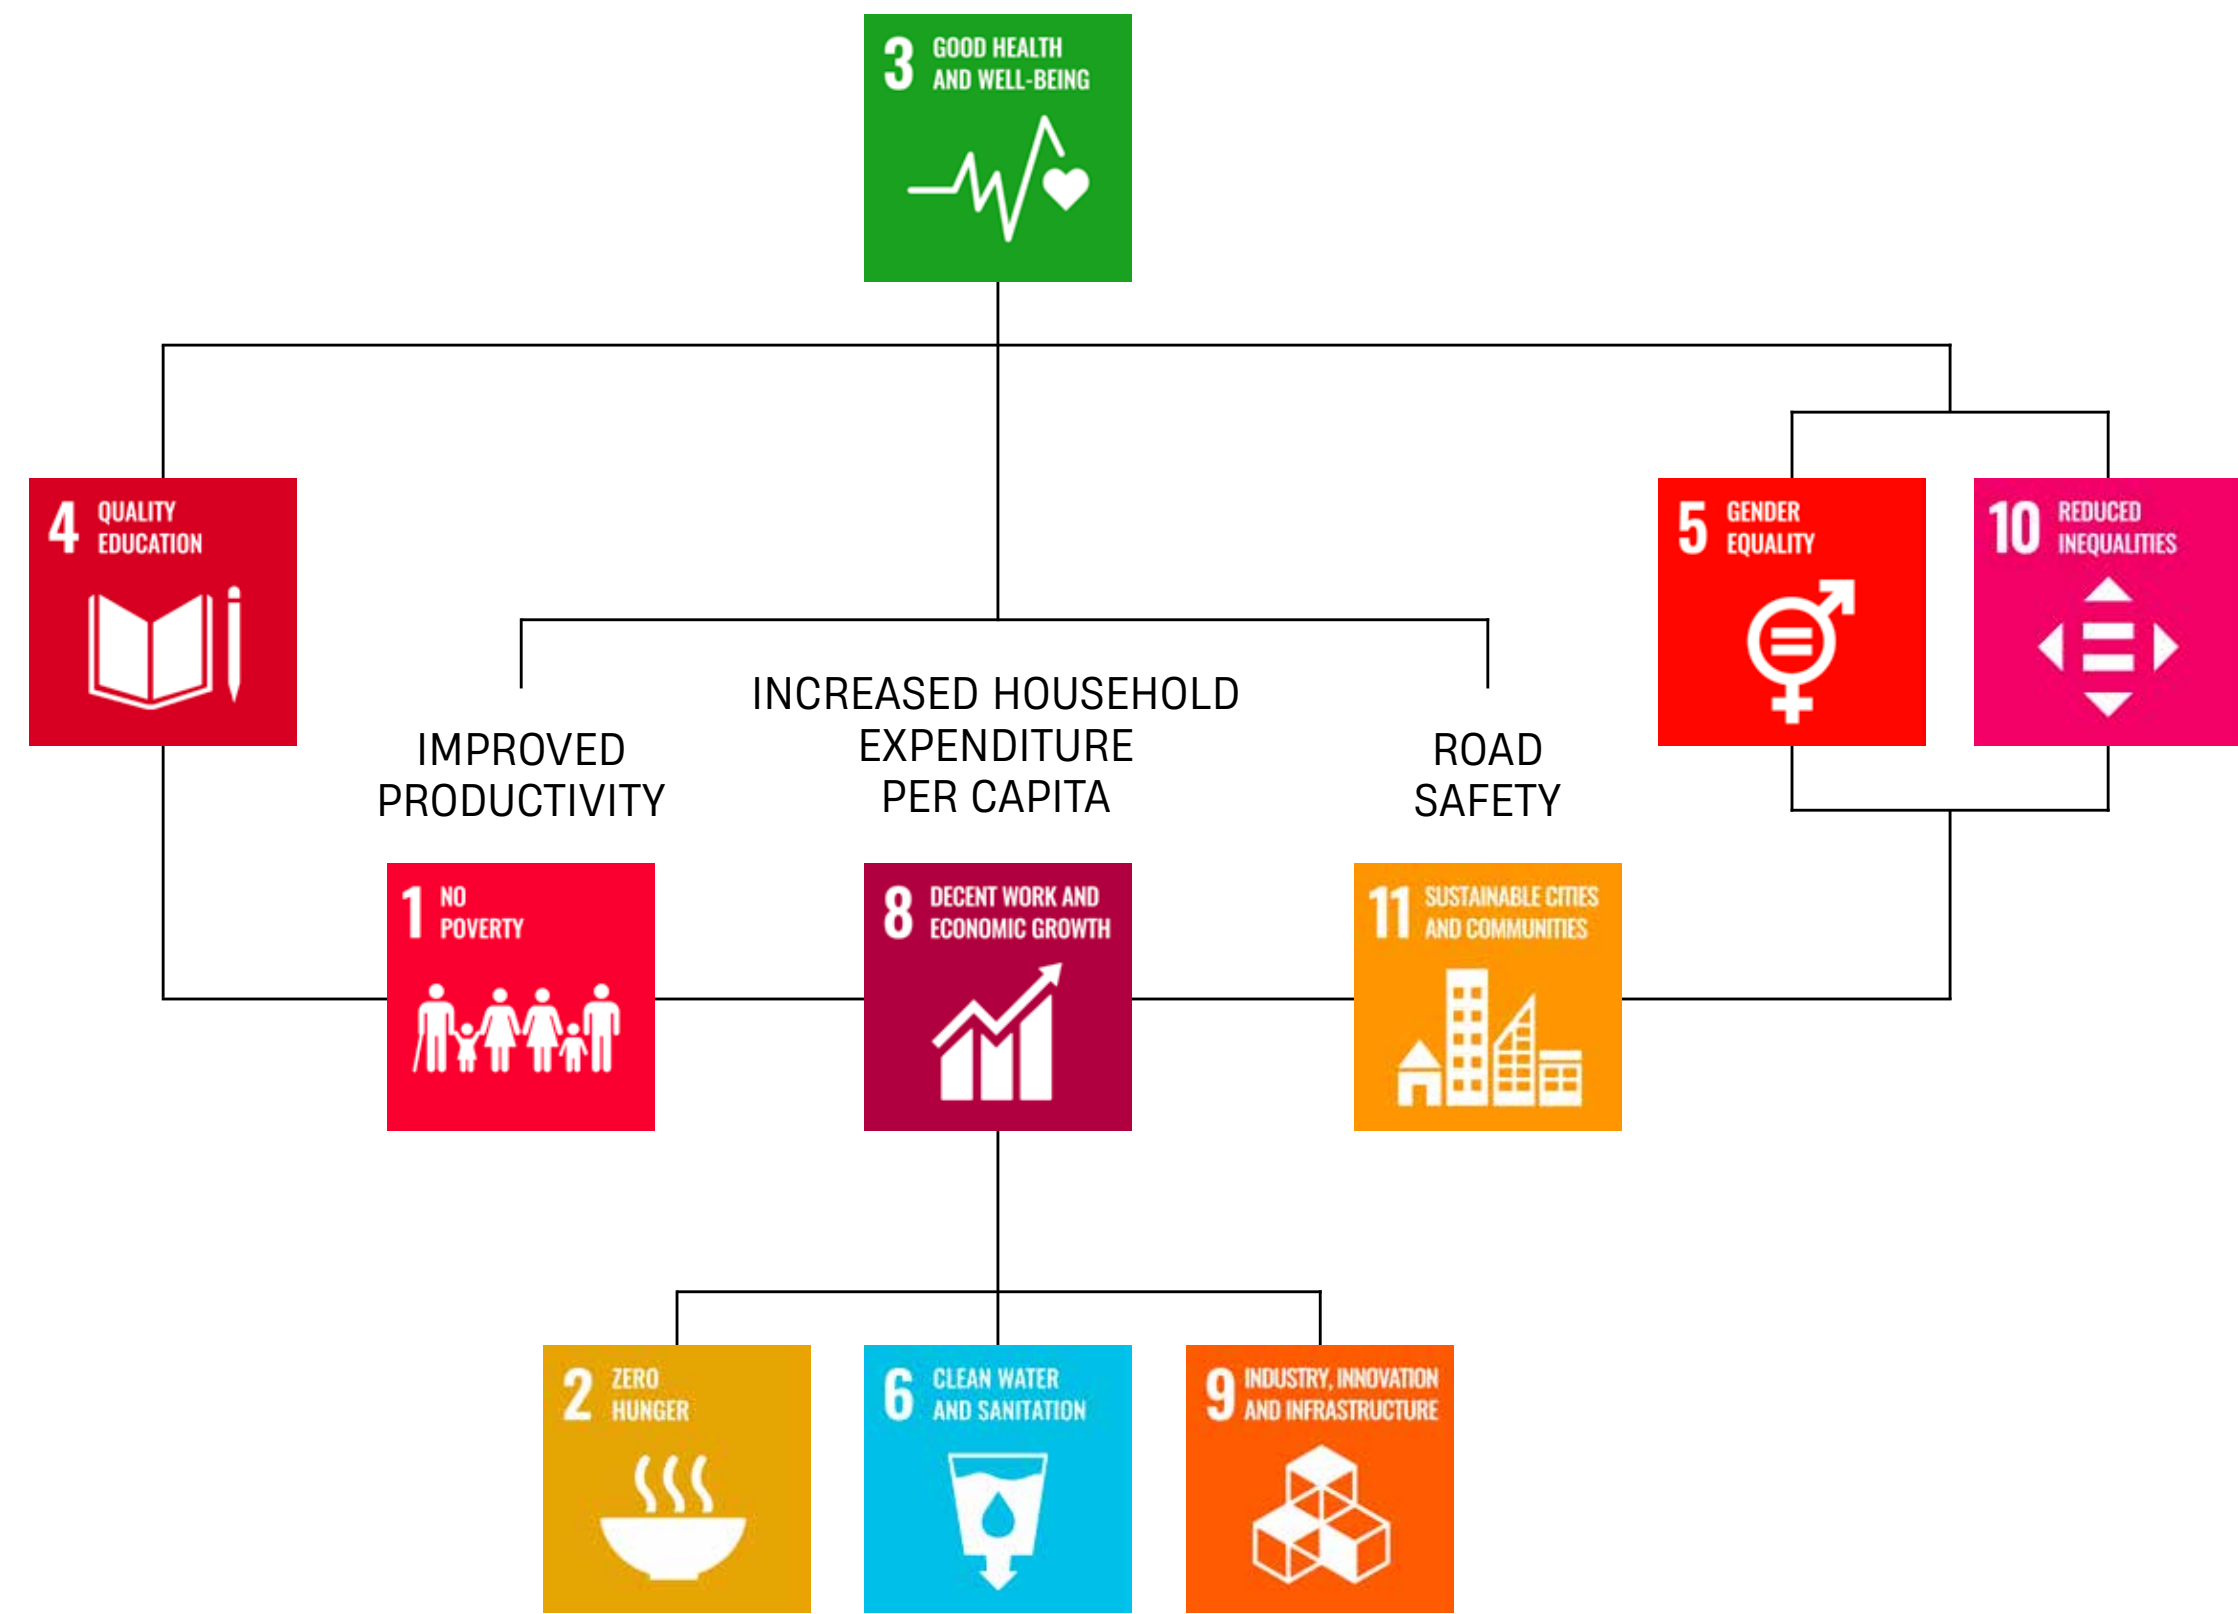 3 GOOD HEALTH
AND WELL-BEING
4 QUALITY
EDUCATION
5 GENDER
EQUALITY
10 REDUCED
INEQUALITIES
IMPROVED
PRODUCTIVITY
INCREASED HOUSEHOLD
EXPENDITURE
PER CAPITA
ROAD
SAFETY
1 NO
POVERTY
8 DECENT WORK AND
ECONOMIC GROWTH
11 SUSTAINABLE CITIES
AND COMMUNITIES
2 ZERO
HUNGER
6 CLEAN WATER
AND SANITATION
9 INDUSTRY, INNOVATION
AND INFRASTRUCTURE